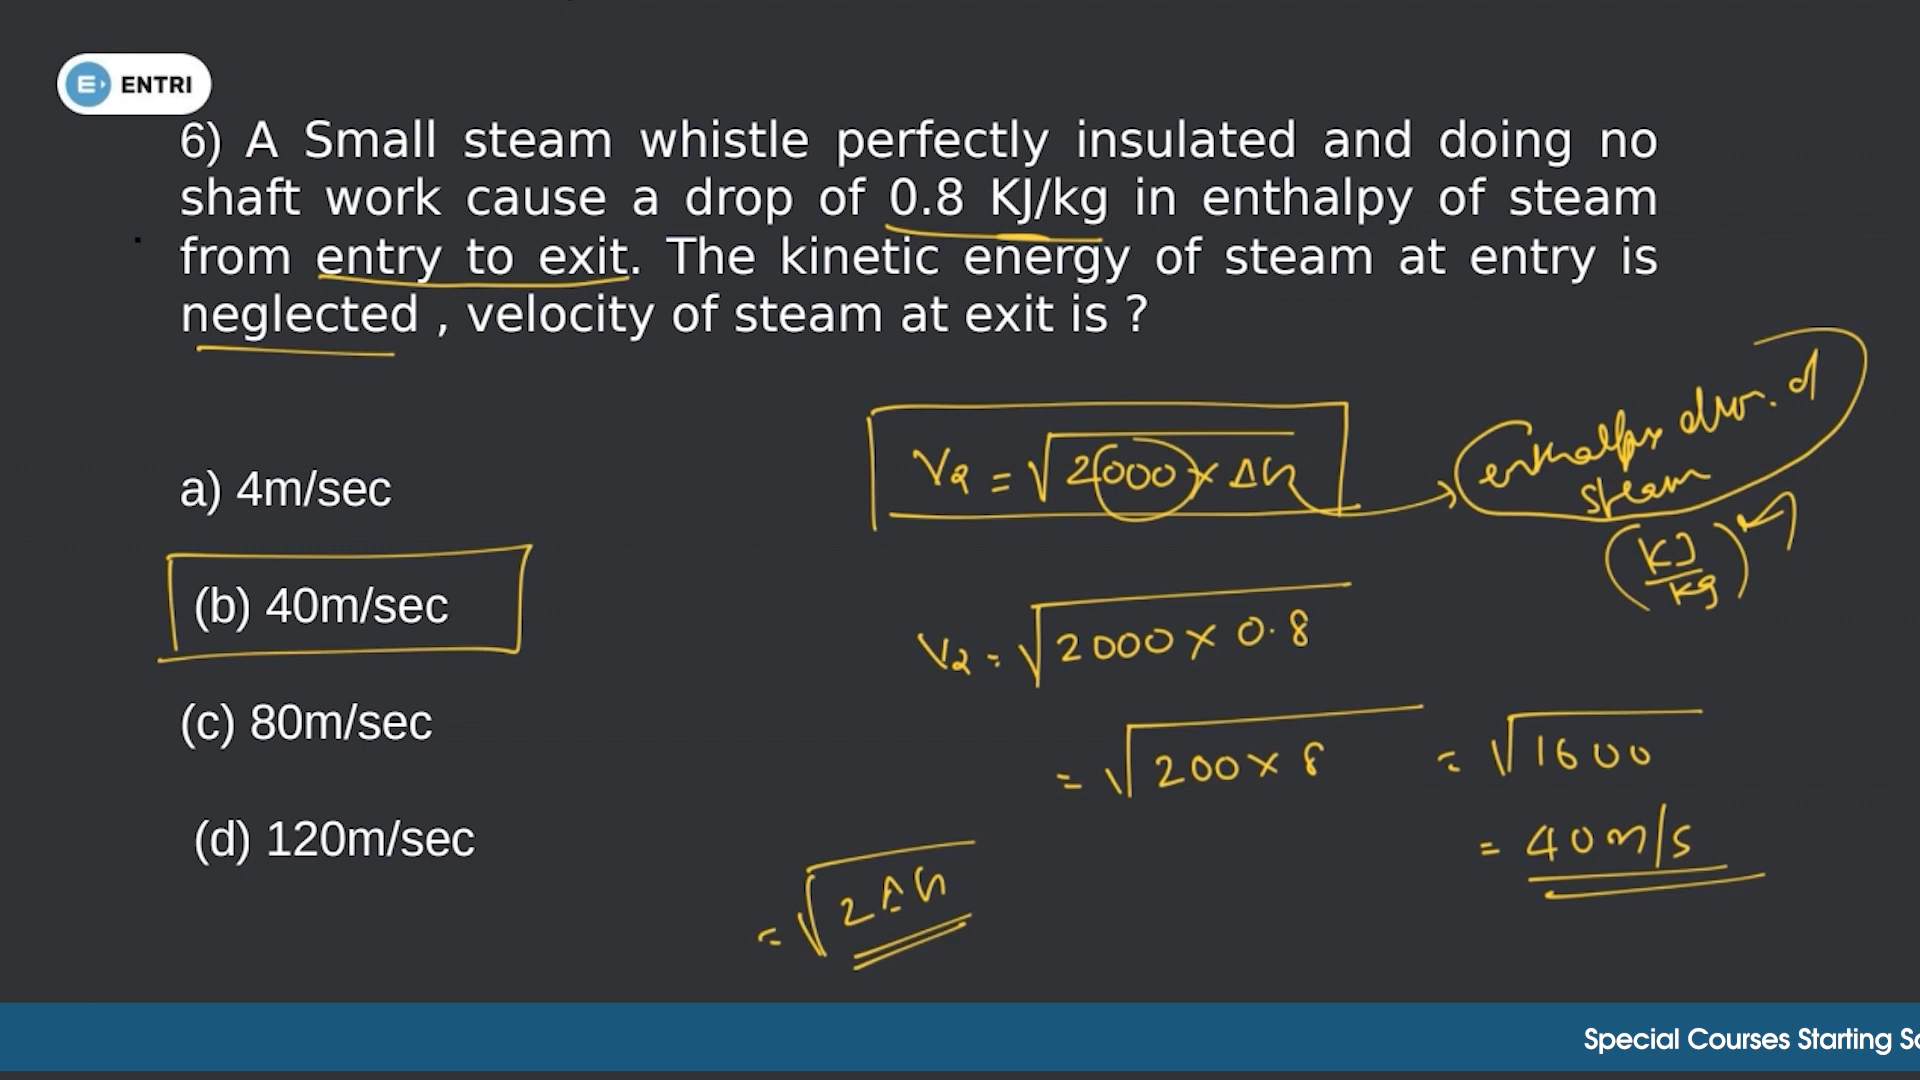 ENTRI
6) A Small steam whistle perfectly insulated and doing no
shaft work cause a drop of 0.8 KJ/kg in enthalpy of steam
from entry to exit. The kinetic energy of steam at entry is
neglected , velocity of steam at exit is ?
a) 4m/sec
(b) 40m/sec
(c) 80m/sec
(d) 120m/sec
V2 = √2000 × Δh
steam
(KJ/kg)
V2 = √2000 × 0.8
= √200 × 8 = √1600
= 40 m/s
= √2Δh
Special Courses Starting